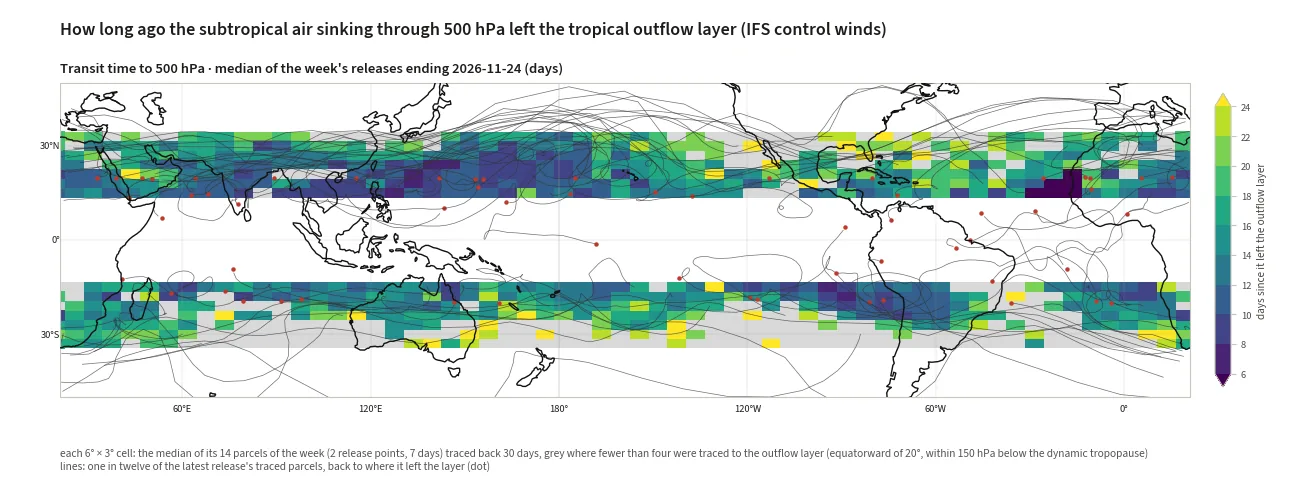 How long ago the subtropical air sinking through 500 hPa left the tropical outflow layer (IFS control winds)
Transit time to 500 hPa · median of the week's releases ending 2026-11-24 (days)
30°N
0°
30°S
60°E
120°E
180°
120°W
60°W
0°
24
22
20
18
16
14
12
10
8
6
days since it left the outflow layer
each 6° × 3° cell: the median of its 14 parcels of the week (2 release points, 7 days) traced back 30 days, grey where fewer than four were traced to the outflow layer (equatorward of 20°, within 150 hPa below the dynamic tropopause)
lines: one in twelve of the latest release's traced parcels, back to where it left the layer (dot)